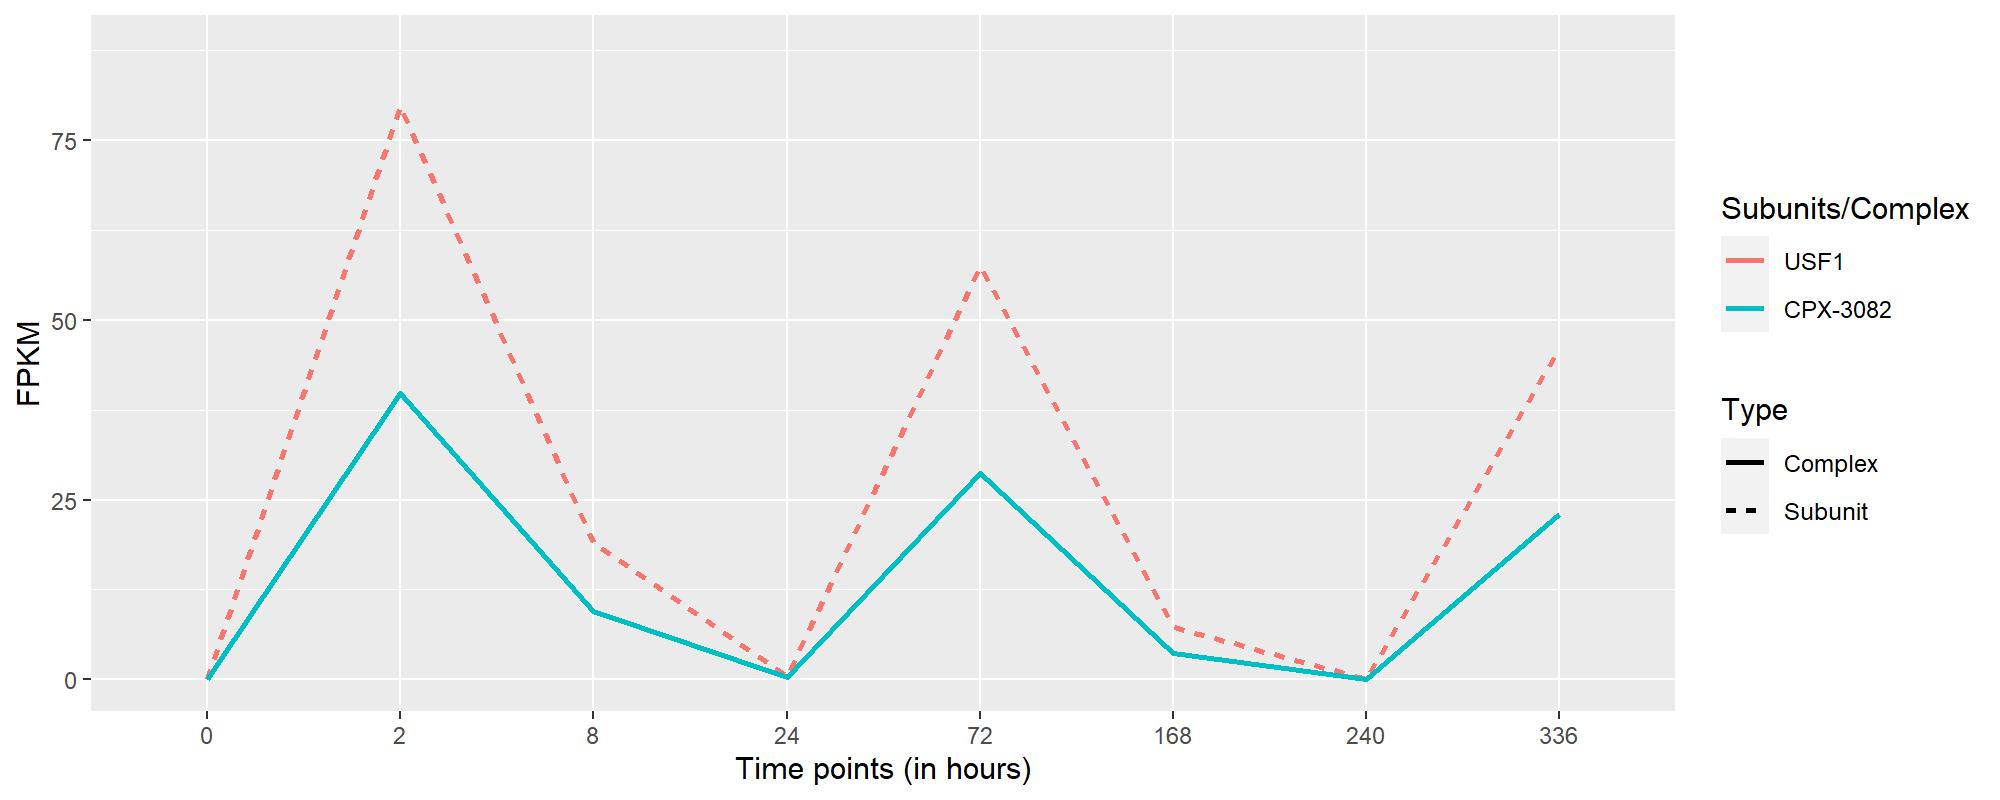 75
50
25
0
FPKM
0 2 8 24 72 168 240 336
Time points (in hours)
Subunits/Complex
USF1
CPX-3082
Type
Complex
Subunit